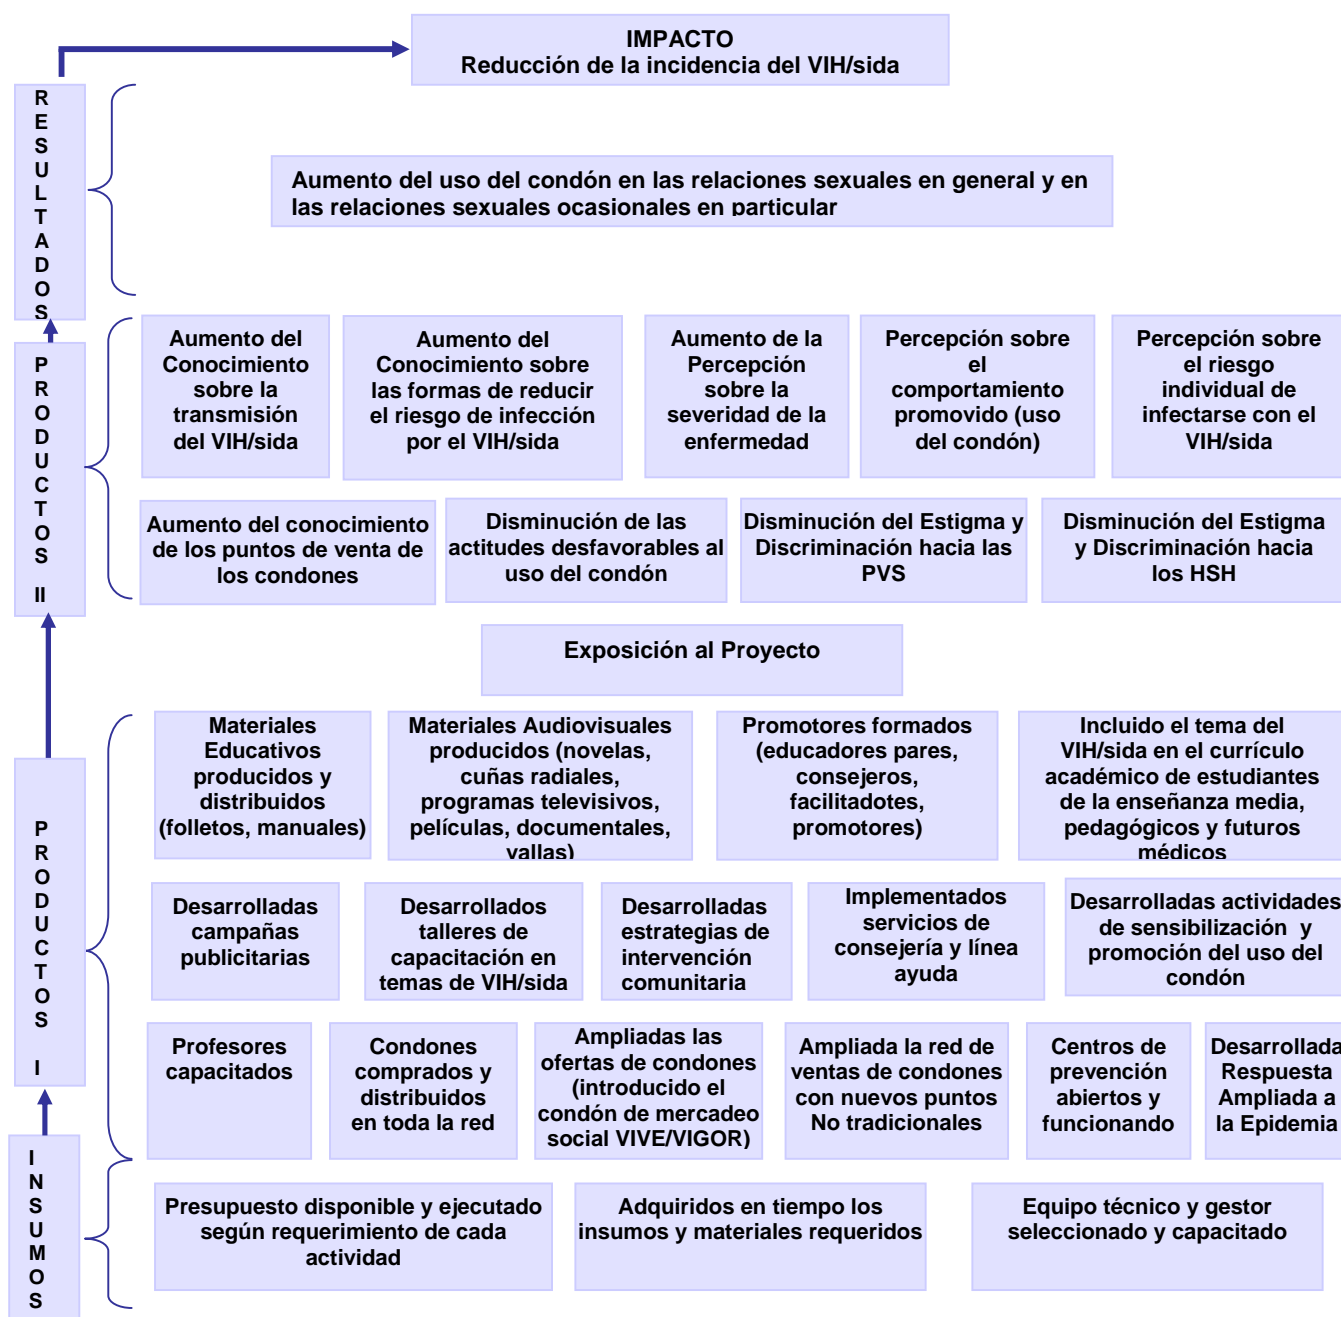 IMPACTO
Reducción de la incidencia del VIH/sida
R
E
S
U
L
T
A
D
O
S
Aumento del uso del condón en las relaciones sexuales en general y en
las relaciones sexuales ocasionales en particular
P
R
O
D
U
C
T
O
S
II
Aumento del
Conocimiento
sobre la
transmisión
del VIH/sida
Aumento del
Conocimiento sobre
las formas de reducir
el riesgo de infección
por el VIH/sida
Aumento de la
Percepción
sobre la
severidad de la
enfermedad
Percepción sobre
el
comportamiento
promovido (uso
del condón)
Percepción sobre
el riesgo
individual de
infectarse con el
VIH/sida
Aumento del conocimiento
de los puntos de venta de
los condones
Disminución de las
actitudes desfavorables al
uso del condón
Disminución del Estigma y
Discriminación hacia las
PVS
Disminución del Estigma
y Discriminación hacia
los HSH
Exposición al Proyecto
P
R
O
D
U
C
T
O
S
I
Materiales
Educativos
producidos y
distribuidos
(folletos, manuales)
Materiales Audiovisuales
producidos (novelas,
cuñas radiales,
programas televisivos,
películas, documentales,
vallas)
Promotores formados
(educadores pares,
consejeros,
facilitadotes,
promotores)
Incluido el tema del
VIH/sida en el currículo
académico de estudiantes
de la enseñanza media,
pedagógicos y futuros
médicos
Desarrolladas
campañas
publicitarias
Desarrollados
talleres de
capacitación en
temas de VIH/sida
Desarrolladas
estrategias de
intervención
comunitaria
Implementados
servicios de
consejería y línea
ayuda
Desarrolladas actividades
de sensibilización y
promoción del uso del
condón
Profesores
capacitados
Condones
comprados y
distribuidos
en toda la red
Ampliadas las
ofertas de condones
(introducido el
condón de mercadeo
social VIVE/VIGOR)
Ampliada la red de
ventas de condones
con nuevos puntos
No tradicionales
Centros de
prevención
abiertos y
funcionando
Desarrollada
Respuesta
Ampliada a
la Epidemia
I
N
S
U
M
O
S
Presupuesto disponible y ejecutado
según requerimiento de cada
actividad
Adquiridos en tiempo los
insumos y materiales requeridos
Equipo técnico y gestor
seleccionado y capacitado